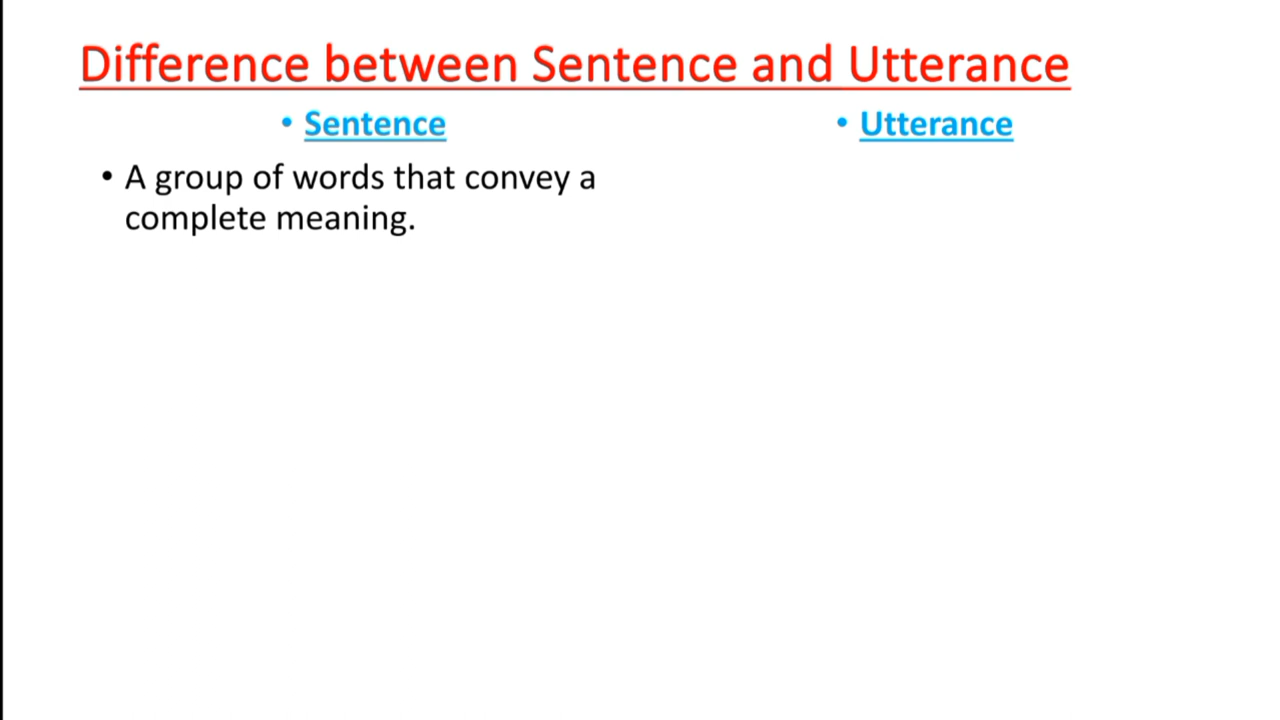 Difference between Sentence and Utterance
• Sentence
• Utterance
• A group of words that convey a
complete meaning.